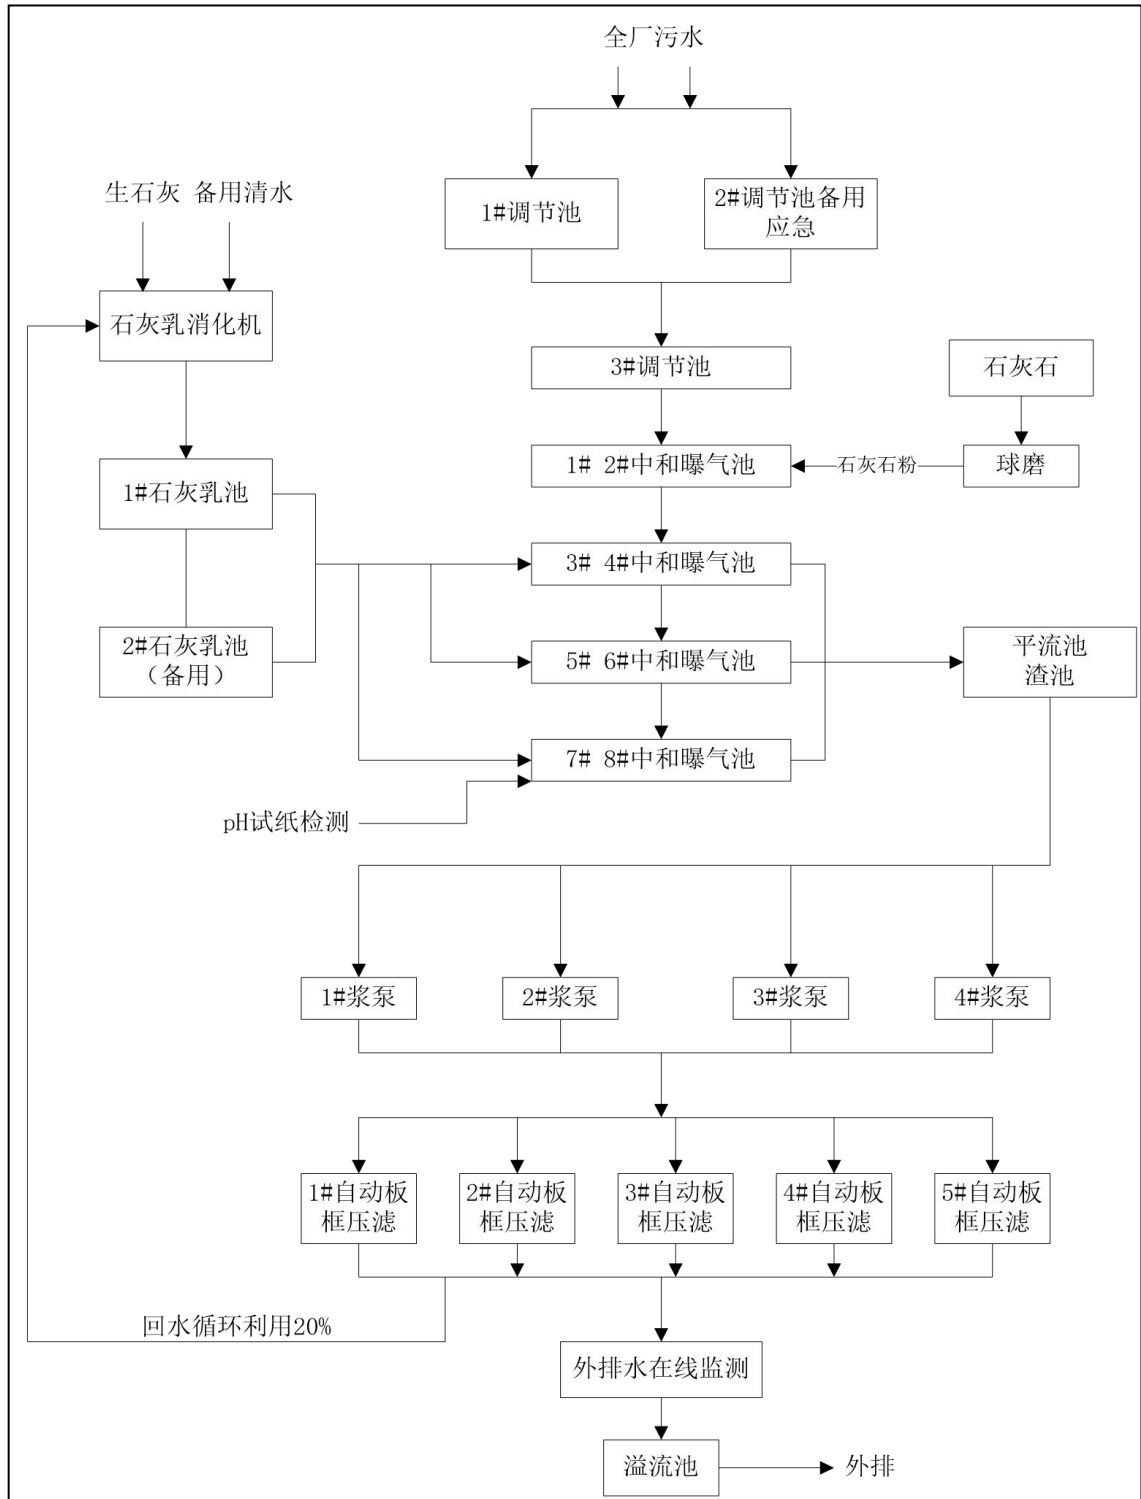 全厂污水
生石灰 备用清水
1#调节池
2#调节池备用
应急
石灰乳消化机
3#调节池
石灰石
1# 2#中和曝气池
石灰石粉
球磨
1#石灰乳池
3# 4#中和曝气池
2#石灰乳池
（备用）
5# 6#中和曝气池
平流池
渣池
7# 8#中和曝气池
pH试纸检测
1#浆泵
2#浆泵
3#浆泵
4#浆泵
1#自动板
框压滤
2#自动板
框压滤
3#自动板
框压滤
4#自动板
框压滤
5#自动板
框压滤
回水循环利用20%
外排水在线监测
溢流池
外排